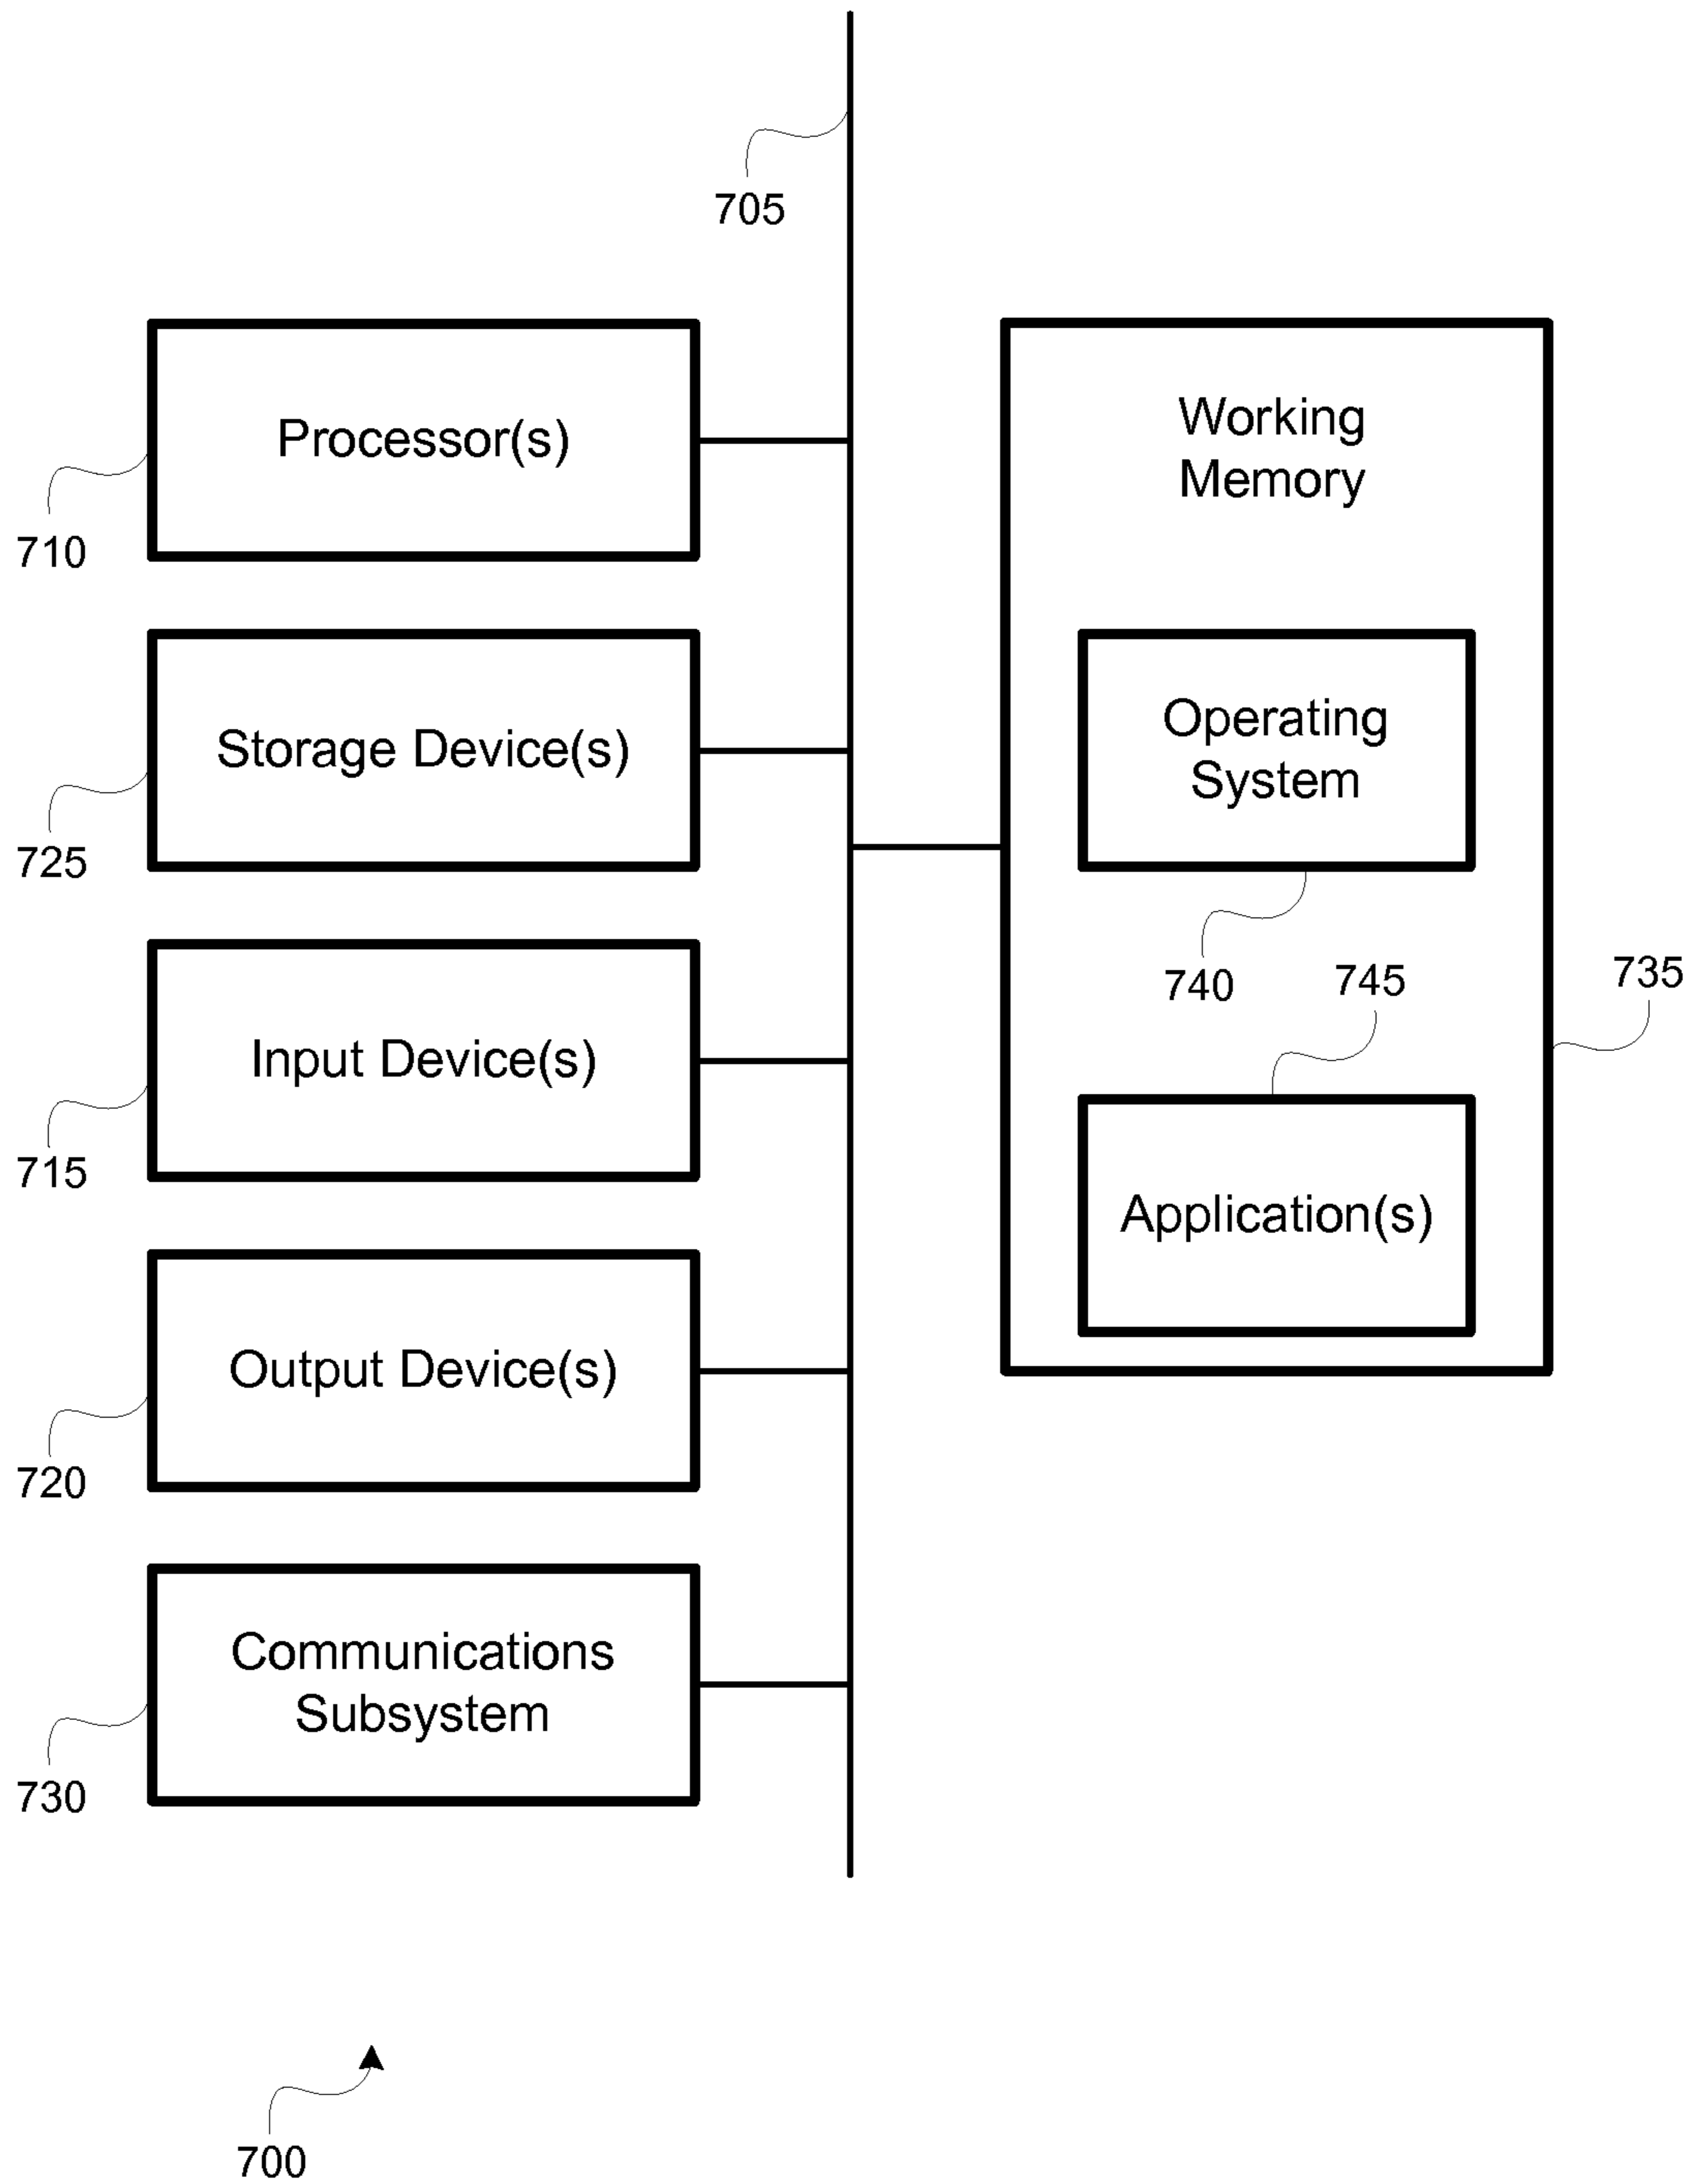 705
Processor(s)
710
Storage Device(s)
725
Input Device(s)
715
Output Device(s)
720
Communications
Subsystem
730
Working
Memory
Operating
System
740
745
735
Application(s)
700